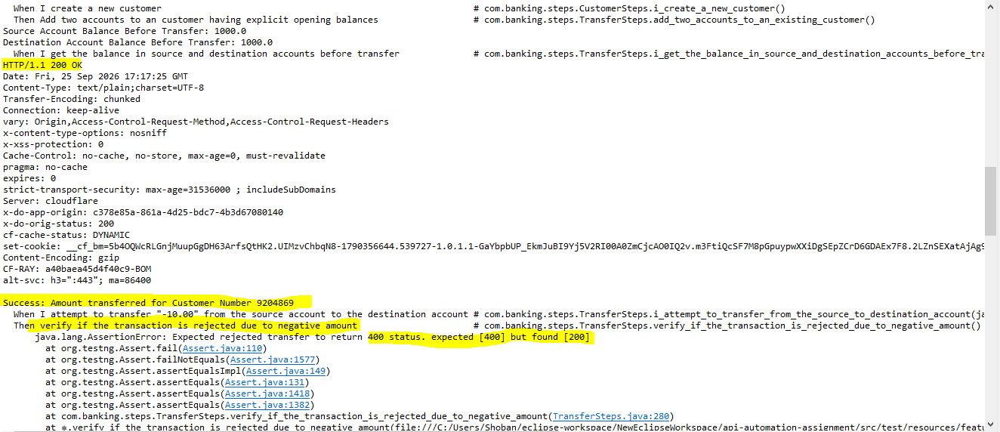 When I create a new customer # com.banking.steps.CustomerSteps.i_create_a_new_customer()
Then Add two accounts to an customer having explicit opening balances # com.banking.steps.TransferSteps.add_two_accounts_to_an_existing_customer()
Source Account Balance Before Transfer: 1000.0
Destination Account Balance Before Transfer: 1000.0
When I get the balance in source and destination accounts before transfer # com.banking.steps.TransferSteps.i_get_the_balance_in_source_and_destination_accounts_before_tra
HTTP/1.1 200 OK
Date: Fri, 25 Sep 2026 17:17:25 GMT
Content-Type: text/plain;charset=UTF-8
Transfer-Encoding: chunked
Connection: keep-alive
vary: Origin,Access-Control-Request-Method,Access-Control-Request-Headers
x-content-type-options: nosniff
x-xss-protection: 0
Cache-Control: no-cache, no-store, max-age=0, must-revalidate
pragma: no-cache
expires: 0
strict-transport-security: max-age=31536000 ; includeSubDomains
Server: cloudflare
x-do-app-origin: c378e85a-861a-4d25-bdc7-4b3d67080140
x-do-orig-status: 200
cf-cache-status: DYNAMIC
set-cookie: __cf_bm=5b4OQWcRLGnjMuupGgDH63ArfsQtHK2.UIMzvChbqN8-1790356644.539727-1.0.1.1-GaYbpbUP_EkmJuBI9Yj5V2RI00A0ZmCjcAO0IQ2v.m3FtiQcSF7M8pGpuypwXXiDgSEpZCrD6GDAEx7F8.2LZnSEXatAjAg9
Content-Encoding: gzip
CF-RAY: a40baea45d4f40c9-BOM
alt-svc: h3=":443"; ma=86400
Success: Amount transferred for Customer Number 9204869
When I attempt to transfer "-10.00" from the source account to the destination account # com.banking.steps.TransferSteps.i_attempt_to_transfer_from_the_source_to_destination_account(ja
Then verify if the transaction is rejected due to negative amount # com.banking.steps.TransferSteps.verify_if_the_transaction_is_rejected_due_to_negative_amount()
java.lang.AssertionError: Expected rejected transfer to return 400 status. expected [400] but found [200]
at org.testng.Assert.fail(Assert.java:110)
at org.testng.Assert.failNotEquals(Assert.java:1577)
at org.testng.Assert.assertEqualsImpl(Assert.java:149)
at org.testng.Assert.assertEquals(Assert.java:131)
at org.testng.Assert.assertEquals(Assert.java:1418)
at org.testng.Assert.assertEquals(Assert.java:1382)
at com.banking.steps.TransferSteps.verify_if_the_transaction_is_rejected_due_to_negative_amount(TransferSteps.java:280)
at *.verify if the transaction is rejected due to negative amount(file:///C:/Users/Shoban/eclipse-workspace/NewEclipseWorkspace/api-automation-assignment/src/test/resources/featu